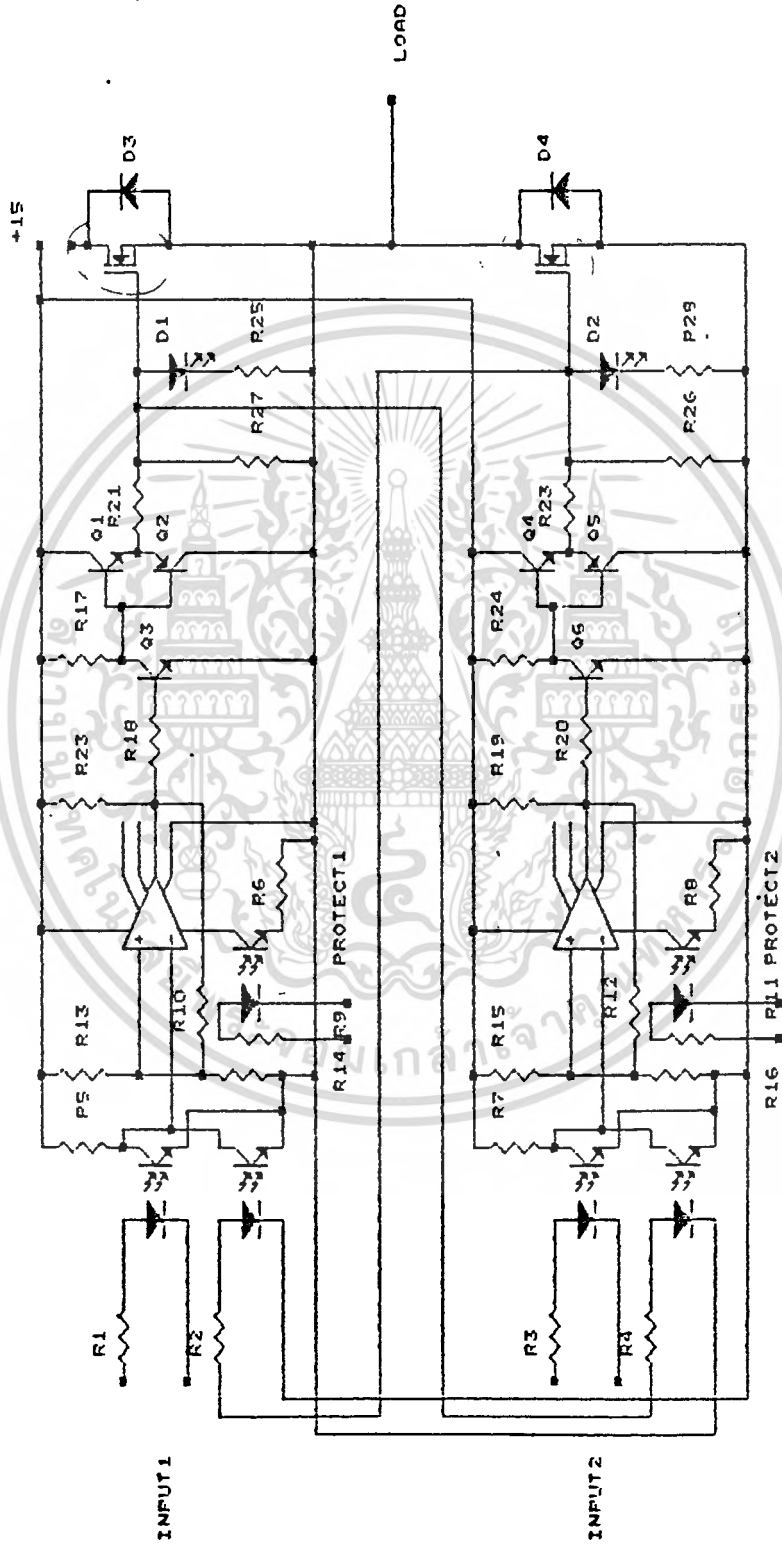 +15
LOAD
D3
D4
D1
R25
R27
D2
R29
R26
R21
Q1
Q2
R17
Q3
R23
Q4
Q5
R24
Q6
R23
R18
R19
R20
R6
R8
PROTECT1
PROTECT2
R13
R10
R9
R14
R15
R12
R11
R16
R5
R7
R1
R2
R3
R4
INPUT1
INPUT2